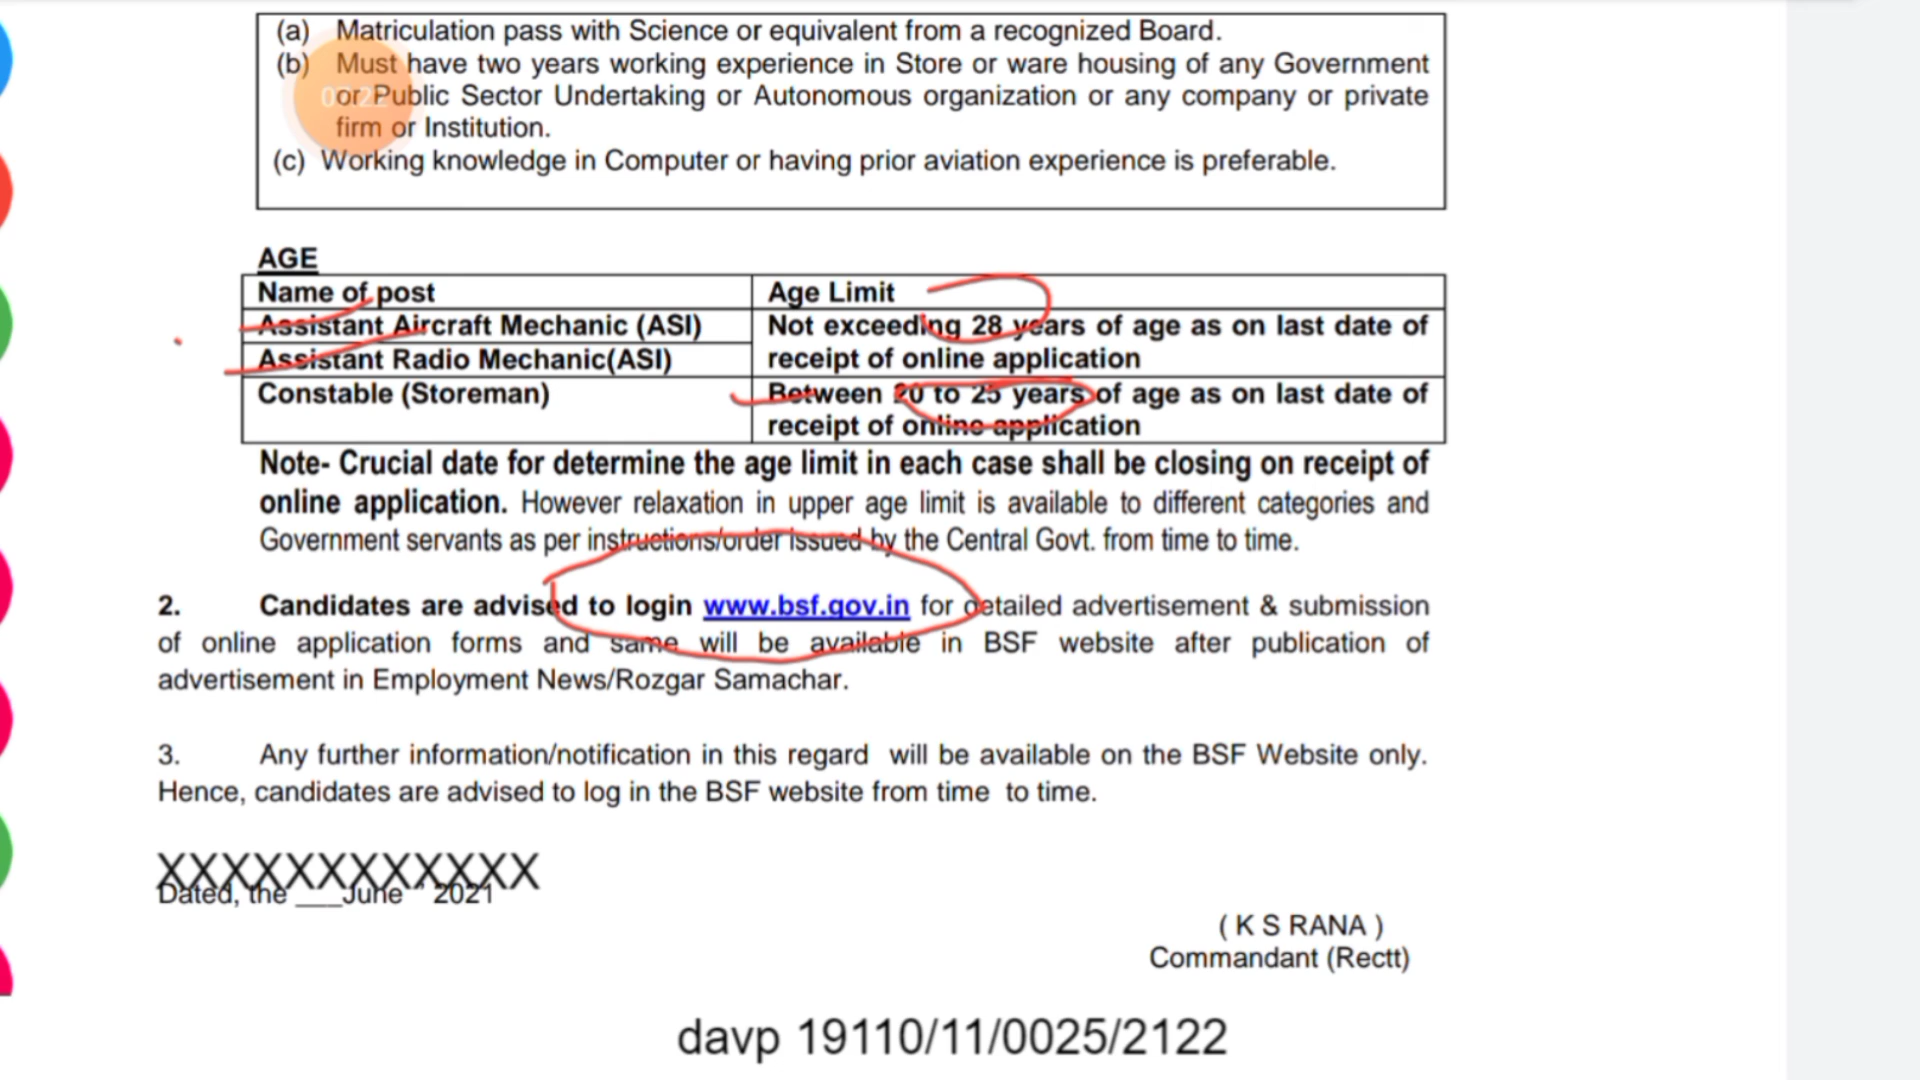 (a) Matriculation pass with Science or equivalent from a recognized Board.
(b) Must have two years working experience in Store or ware housing of any Government
or Public Sector Undertaking or Autonomous organization or any company or private
firm or Institution.
(c) Working knowledge in Computer or having prior aviation experience is preferable.
AGE
Name of post Age Limit
Assistant Aircraft Mechanic (ASI) Not exceeding 28 years of age as on last date of
Assistant Radio Mechanic(ASI) receipt of online application
Constable (Storeman) Between 20 to 25 years of age as on last date of
receipt of online application
Note- Crucial date for determine the age limit in each case shall be closing on receipt of
online application. However relaxation in upper age limit is available to different categories and
Government servants as per instructions/order issued by the Central Govt. from time to time.
2. Candidates are advised to login www.bsf.gov.in for detailed advertisement & submission
of online application forms and same will be available in BSF website after publication of
advertisement in Employment News/Rozgar Samachar.
3. Any further information/notification in this regard will be available on the BSF Website only.
Hence, candidates are advised to log in the BSF website from time to time.
XXXXXXXXXXXX
Dated, the ___June 2021
( K S RANA )
Commandant (Rectt)
davp 19110/11/0025/2122